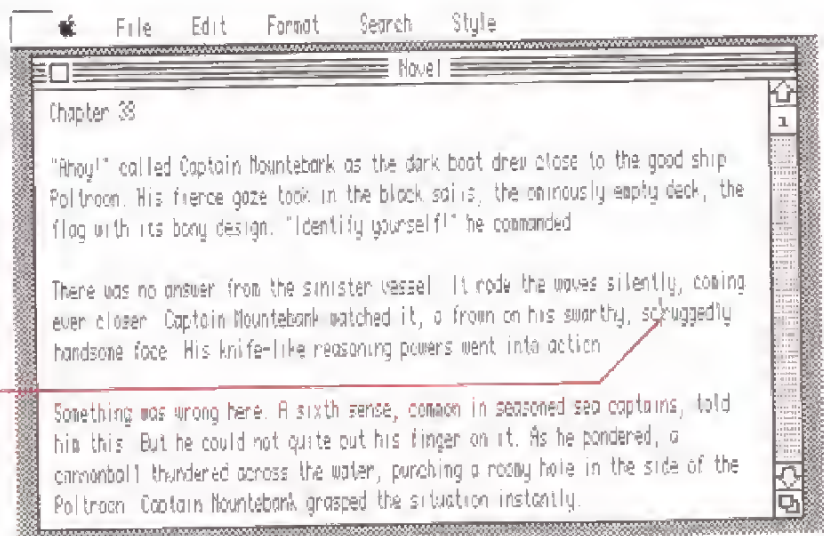 File Edit Format Search Style
Novel
Chapter 38
1
"Ahoy!" called Captain Mountebank as the dark boat drew close to the good ship
Poltroon. His fierce gaze took in the black sails, the ominously empty deck, the
flag with its bony design. "Identify yourself!" he commanded.
There was no answer from the sinister vessel. It rode the waves silently, coming
ever closer. Captain Mountebank watched it, a frown on his swarthy, scruggedly
handsome face. His knife-like reasoning powers went into action.
Something was wrong here. A sixth sense, common in seasoned sea captains, told
him this. But he could not quite put his finger on it. As he pondered, a
cannonball thundered across the water, punching a roomy hole in the side of the
Poltroon. Captain Mountebank grasped the situation instantly.